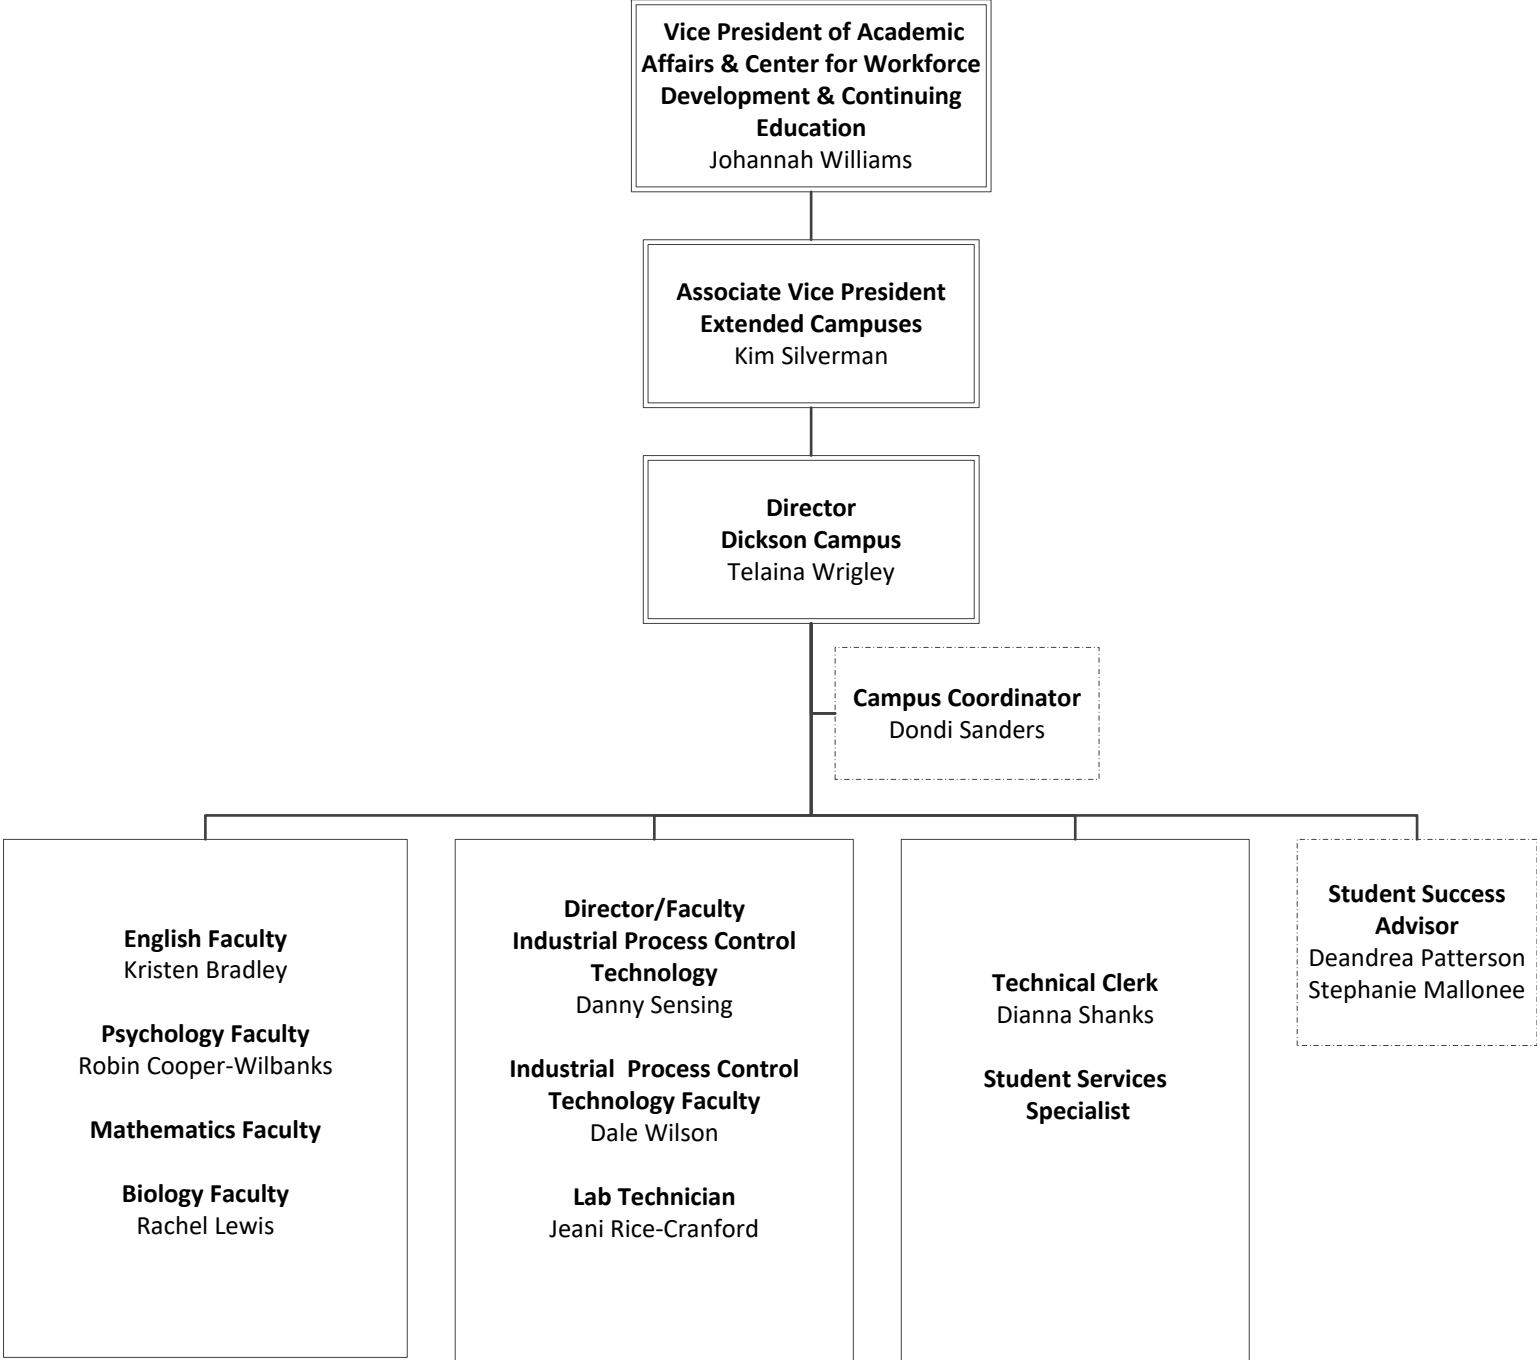 Vice President of Academic
Affairs & Center for Workforce
Development & Continuing
Education
Johannah Williams
Associate Vice President
Extended Campuses
Kim Silverman
Director
Dickson Campus
Telaina Wrigley
Campus Coordinator
Dondi Sanders
English Faculty
Kristen Bradley
Psychology Faculty
Robin Cooper-Wilbanks
Mathematics Faculty
Biology Faculty
Rachel Lewis
Director/Faculty
Industrial Process Control
Technology
Danny Sensing
Industrial  Process Control
Technology Faculty
Dale Wilson
Lab Technician
Jeani Rice-Cranford
Technical Clerk
Dianna Shanks
Student Services
Specialist
Student Success
Advisor
Deandrea Patterson
Stephanie Mallonee